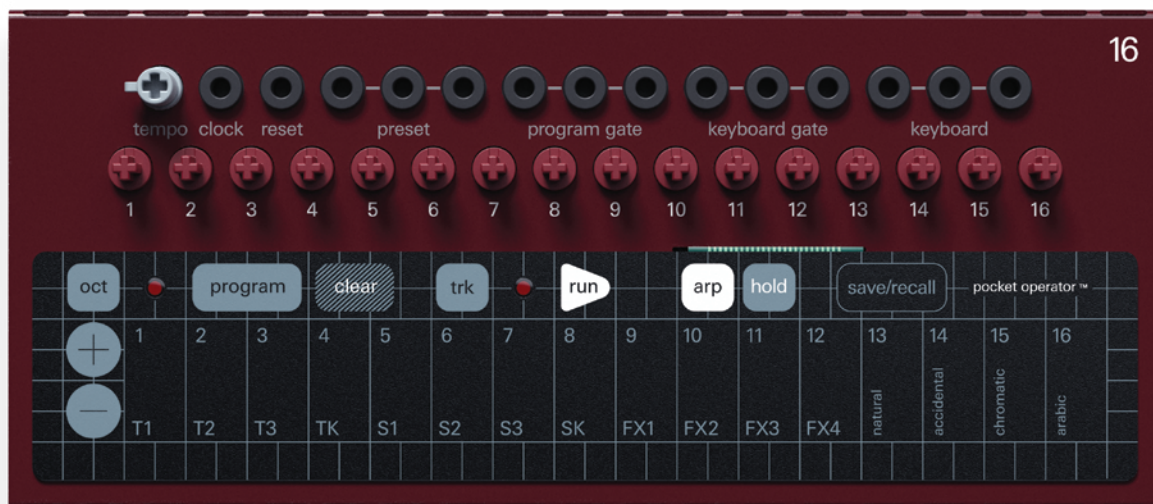 16
tempo clock reset preset program gate keyboard gate keyboard
1 2 3 4 5 6 7 8 9 10 11 12 13 14 15 16
oct program clear trk run arp hold save/recall pocket operator™
+ 1 2 3 4 5 6 7 8 9 10 11 12 13 14 15 16
− T1 T2 T3 TK S1 S2 S3 SK FX1 FX2 FX3 FX4 natural accidental chromatic arabic